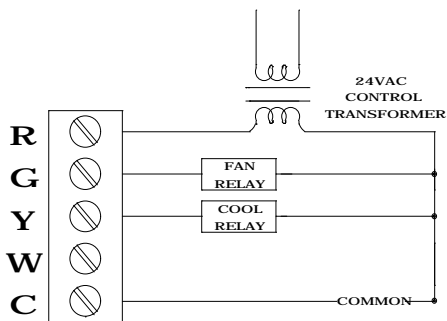 24VAC
CONTROL
TRANSFORMER
R
G
FAN
RELAY
Y
COOL
RELAY
W
C
COMMON